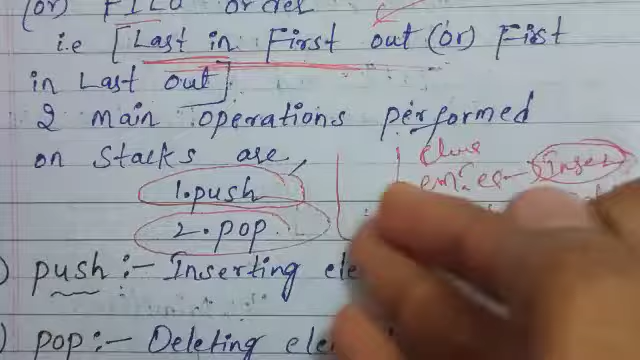 (or) FILO order
i.e [Last in First out (or) First
in Last out]
2 main operations performed
on Stacks are,
1. push
2. pop
) push :- Inserting ele
) pop :- Deleting ele